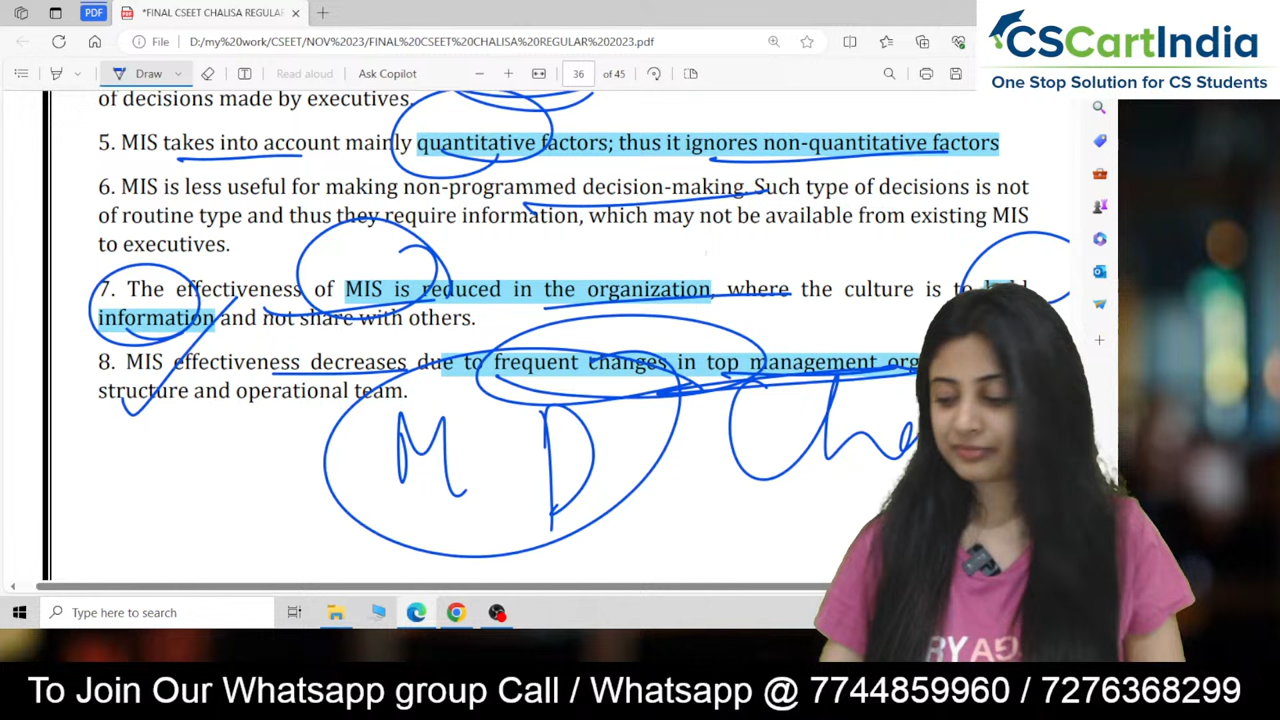 PDF
*FINAL CSEET CHALISA REGULAR
CSCartIndia
One Stop Solution for CS Students
File
D:/my%20work/CSEET/NOV%2023/FINAL%20CSEET%20CHALISA%20REGULAR%202023.pdf
Draw
Read aloud
Ask Copilot
36 of 45
of decisions made by executives.
5. MIS takes into account mainly quantitative factors; thus it ignores non-quantitative factors
6. MIS is less useful for making non-programmed decision-making. Such type of decisions is not
of routine type and thus they require information, which may not be available from existing MIS
to executives.
7. The effectiveness of MIS is reduced in the organization, where the culture is to hold
information and not share with others.
8. MIS effectiveness decreases due to frequent changes in top management
structure and operational team.
M D Cha
Type here to search
To Join Our Whatsapp group Call / Whatsapp @ 7744859960 / 7276368299